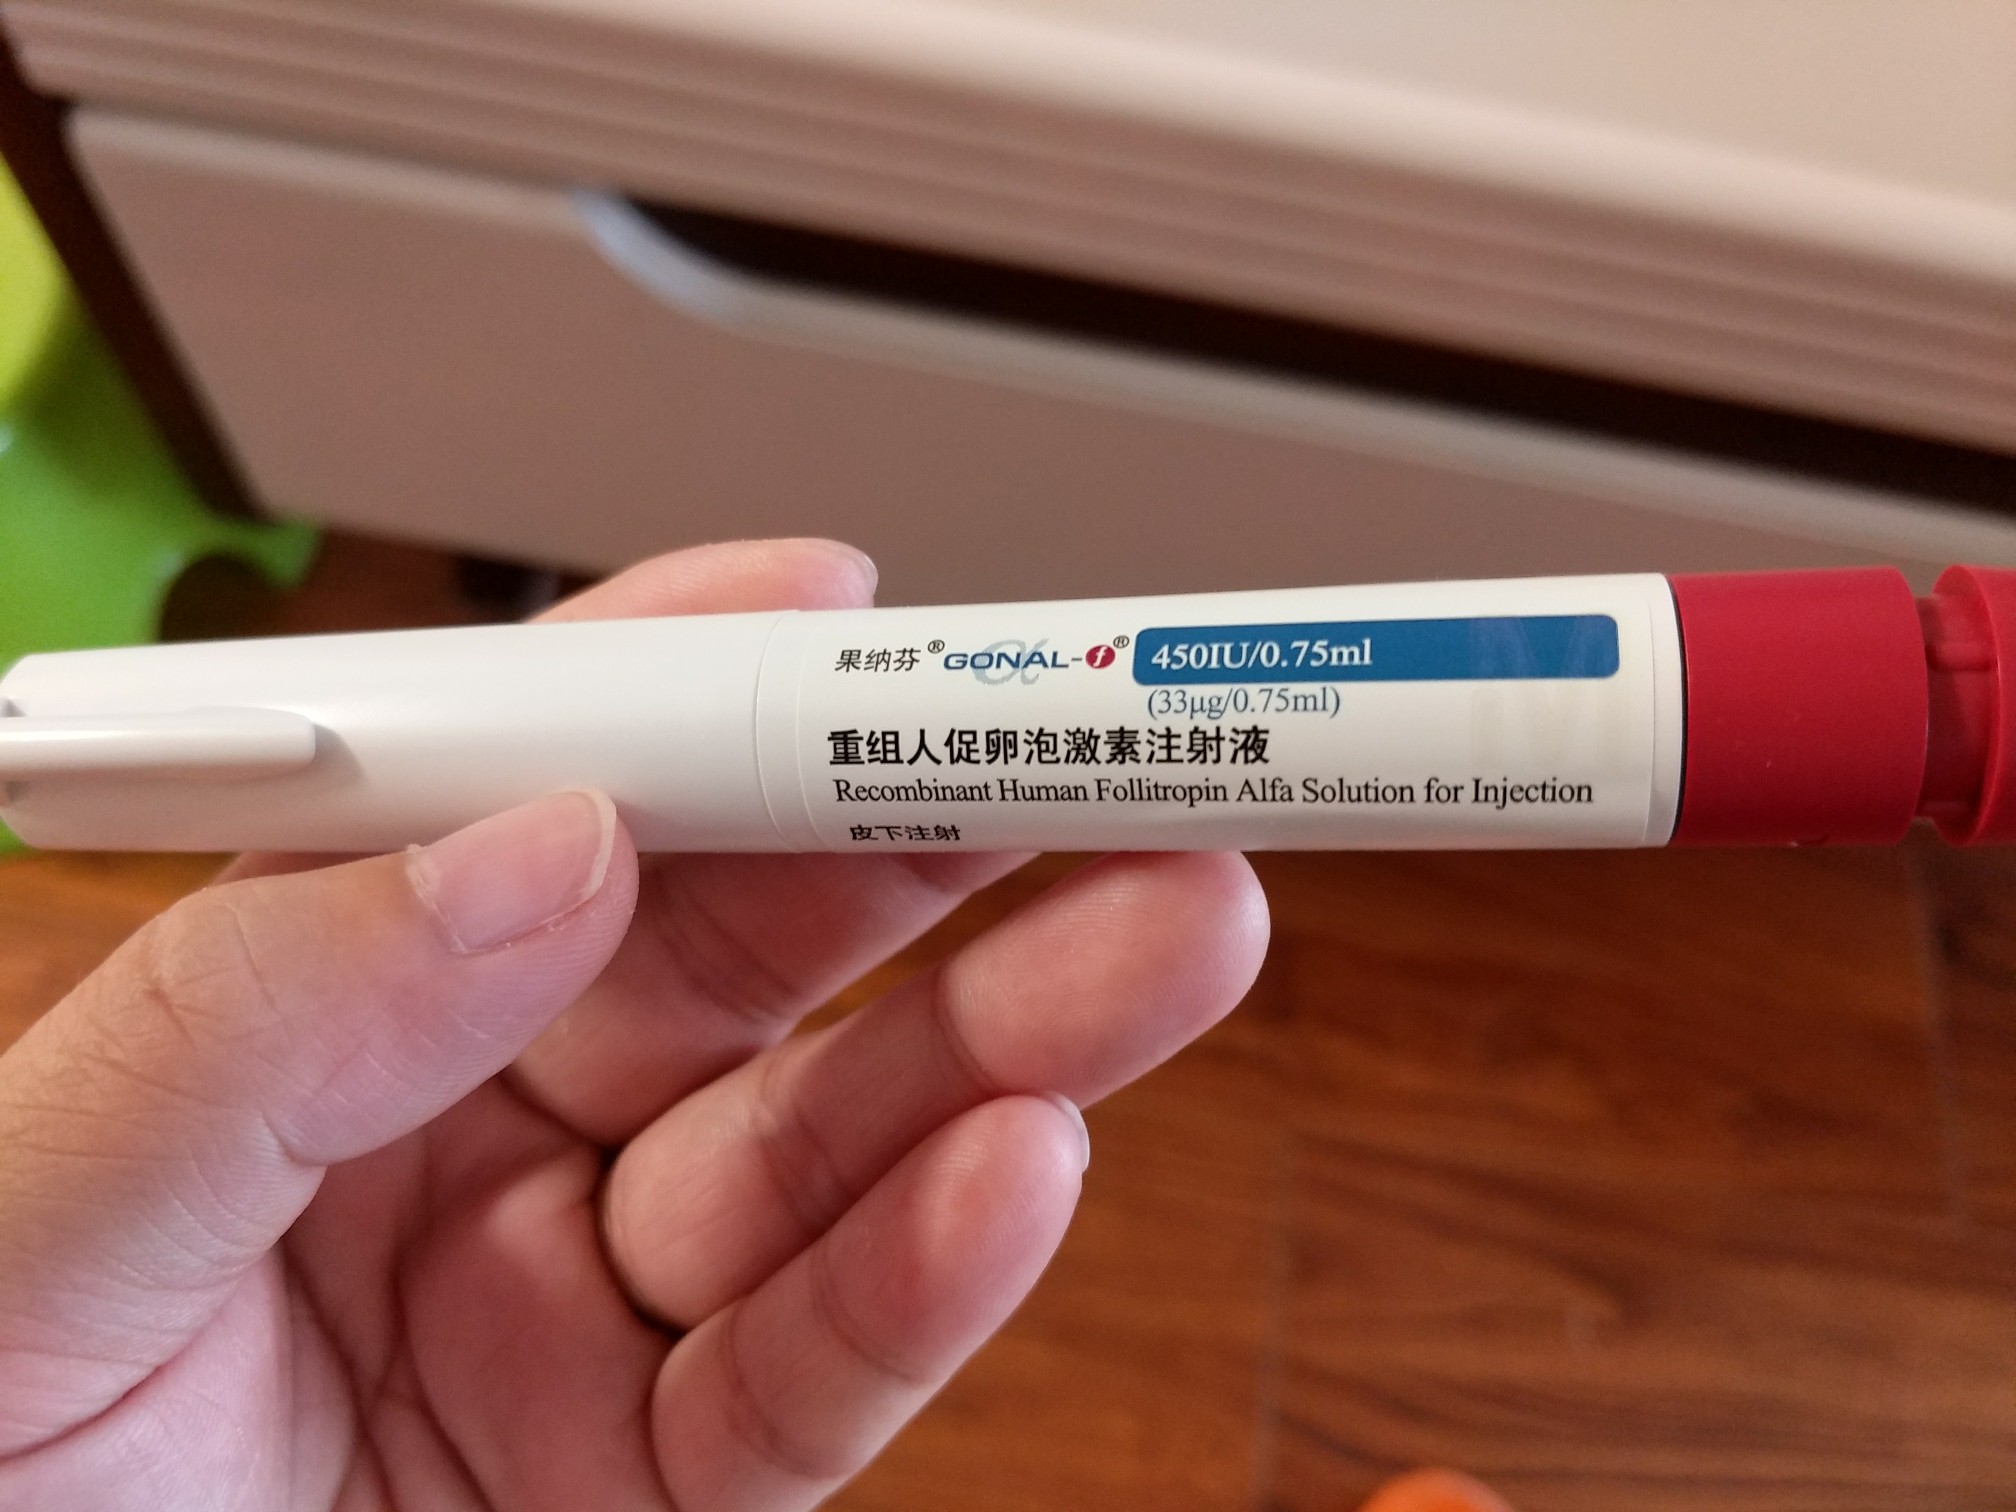 果纳芬® GONAL-f® 450IU/0.75ml
(33µg/0.75ml)
重组人促卵泡激素注射液
Recombinant Human Follitropin Alfa Solution for Injection
皮下注射